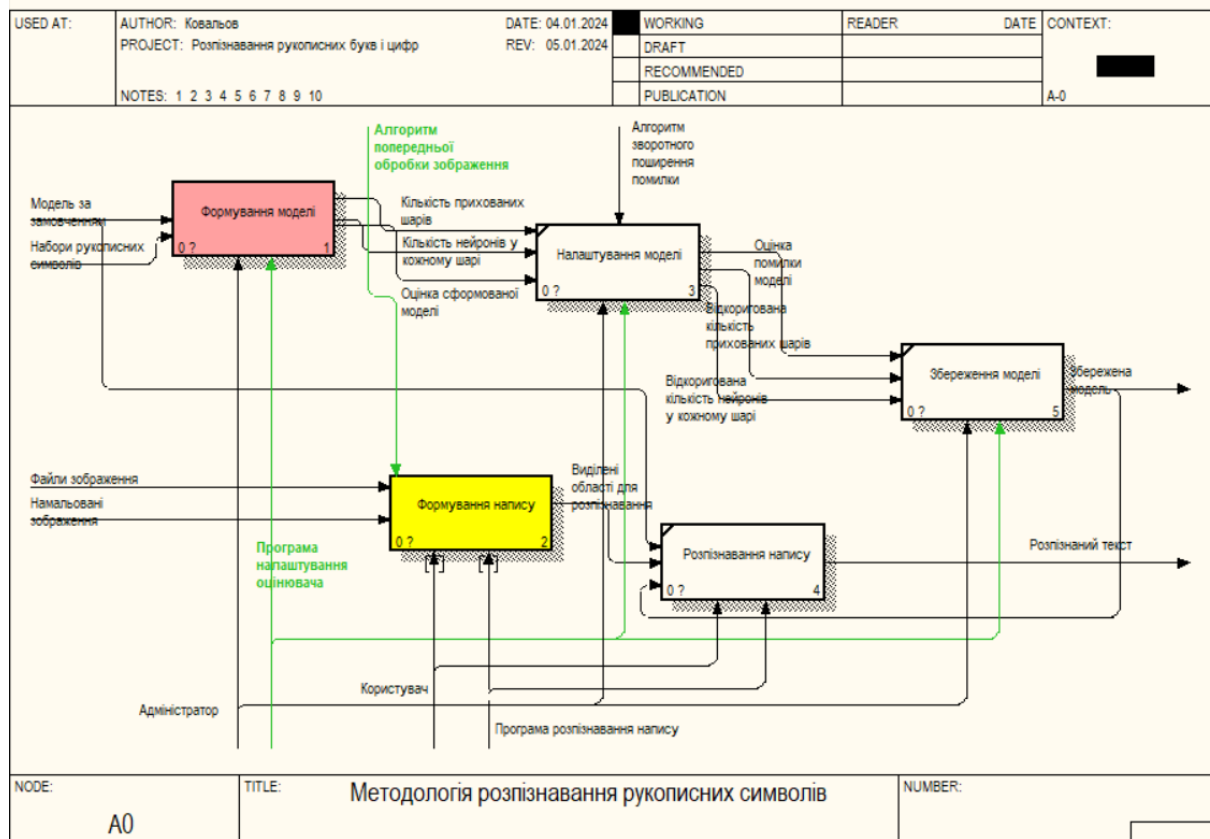 USED AT:
AUTHOR: Ковальов
DATE: 04.01.2024
PROJECT: Розпізнавання рукописних букв і цифр
REV: 05.01.2024
NOTES: 1 2 3 4 5 6 7 8 9 10
WORKING
DRAFT
RECOMMENDED
PUBLICATION
READER
DATE
CONTEXT:
A-0
Алгоритм
попередньої
обробки зображення
Алгоритм
зворотного
поширення
помилки
Модель за
замовченням
Набори рукописних
символів
Формування моделі
0 ?
1
Кількість прихованих
шарів
Кількість нейронів у
кожному шарі
Оцінка сформованої
моделі
Налаштування моделі
0 ?
3
Оцінка
помилки
моделі
Відкоригована
кількість
прихованих шарів
Відкоригована
кількість нейронів
у кожному шарі
Збереження моделі
0 ?
5
Збережена
модель
Файли зображення
Намальовані
зображення
Формування напису
0 ?
2
Виділені
області для
розпізнавання
Розпізнавання напису
0 ?
4
Розпізнаний текст
Програма
налаштування
оцінювача
Користувач
Адміністратор
Програма розпізнавання напису
NODE:
A0
TITLE:
Методологія розпізнавання рукописних символів
NUMBER: